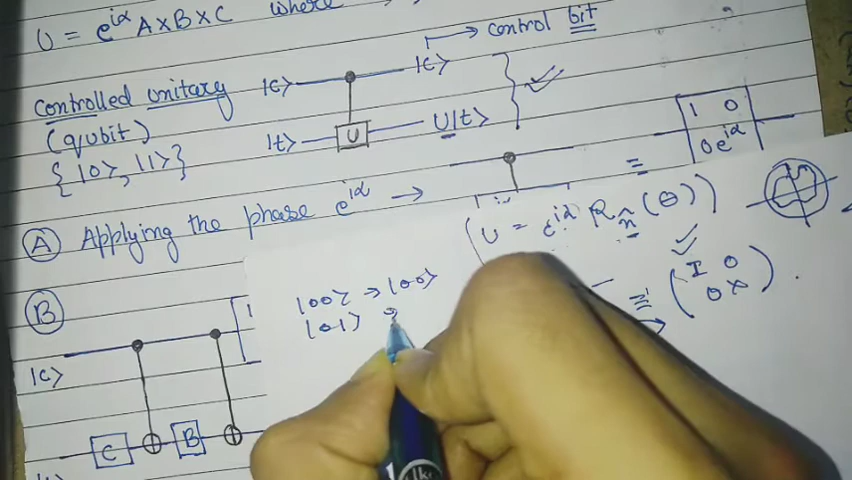 U = e^{iα} A×B×C where
→ control bit
Controlled unitary |c> |c>
(qubit) |t> U U|t>
{|0>, |1>}
1 0
0 e^{iα}
≡
(A) Applying the phase e^{iα} →
(U = e^{iα} R_n̂(θ))
|00> → |00>
|01>
≡ (I 0
0 X)
(B)
|c>
C B